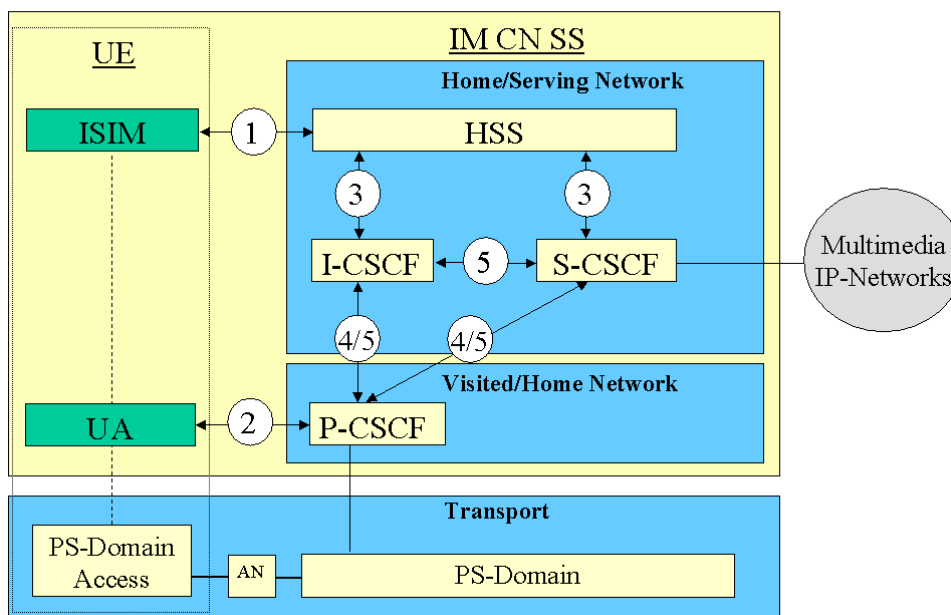 UE
IM CN SS
Home/Serving Network
ISIM
1
HSS
3
3
I-CSCF
5
S-CSCF
Multimedia
IP-Networks
4/5
4/5
Visited/Home Network
UA
2
P-CSCF
Transport
PS-Domain
Access
AN
PS-Domain